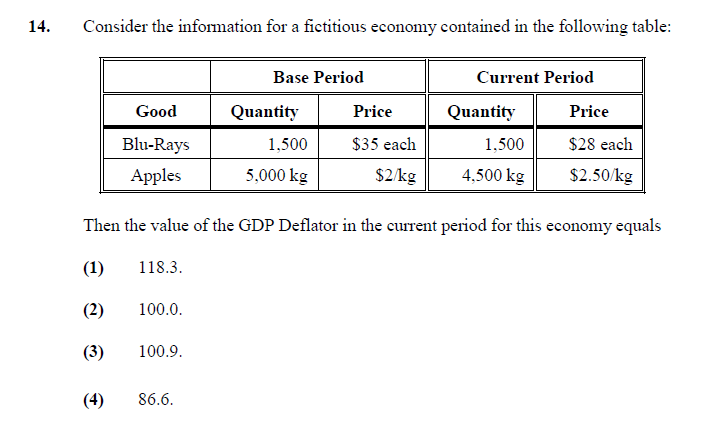 14. Consider the information for a fictitious economy contained in the following table:
Base Period Current Period
Good Quantity Price Quantity Price
Blu-Rays 1,500 $35 each 1,500 $28 each
Apples 5,000 kg $2/kg 4,500 kg $2.50/kg
Then the value of the GDP Deflator in the current period for this economy equals
(1) 118.3.
(2) 100.0.
(3) 100.9.
(4) 86.6.